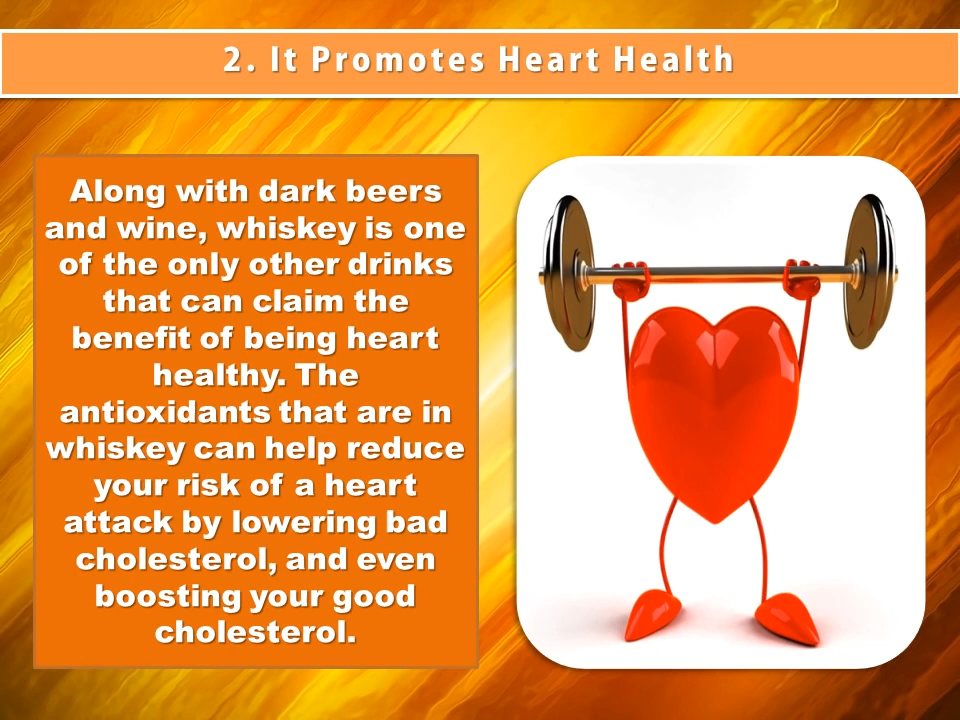 2. It Promotes Heart Health
Along with dark beers
and wine, whiskey is one
of the only other drinks
that can claim the
benefit of being heart
healthy. The
antioxidants that are in
whiskey can help reduce
your risk of a heart
attack by lowering bad
cholesterol, and even
boosting your good
cholesterol.